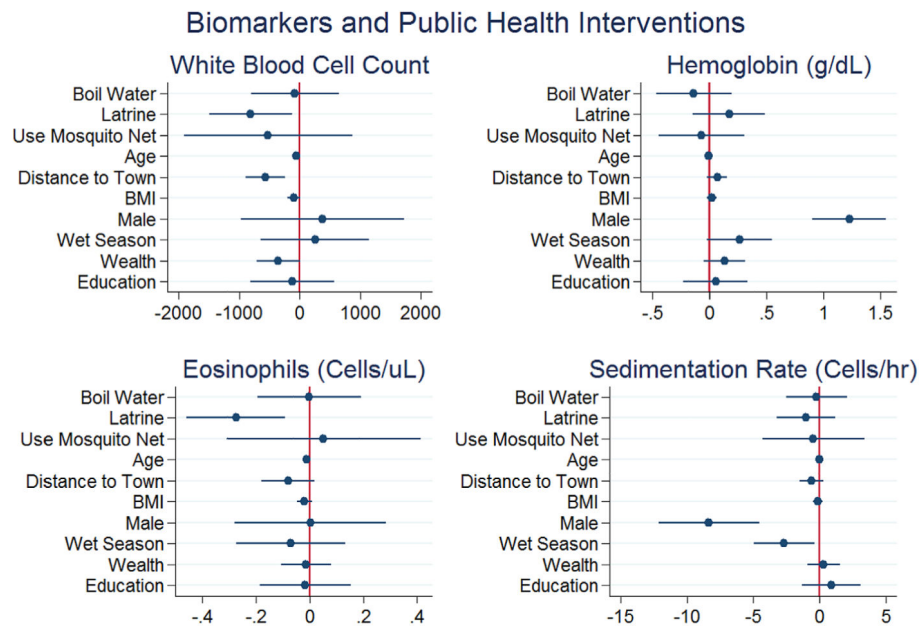 Biomarkers and Public Health Interventions
White Blood Cell Count
Boil Water
Latrine
Use Mosquito Net
Age
Distance to Town
BMI
Male
Wet Season
Wealth
Education
-2000 -1000 0 1000 2000
Hemoglobin (g/dL)
Boil Water
Latrine
Use Mosquito Net
Age
Distance to Town
BMI
Male
Wet Season
Wealth
Education
-.5 0 .5 1 1.5
Eosinophils (Cells/uL)
Boil Water
Latrine
Use Mosquito Net
Age
Distance to Town
BMI
Male
Wet Season
Wealth
Education
-.4 -.2 0 .2 .4
Sedimentation Rate (Cells/hr)
Boil Water
Latrine
Use Mosquito Net
Age
Distance to Town
BMI
Male
Wet Season
Wealth
Education
-15 -10 -5 0 5